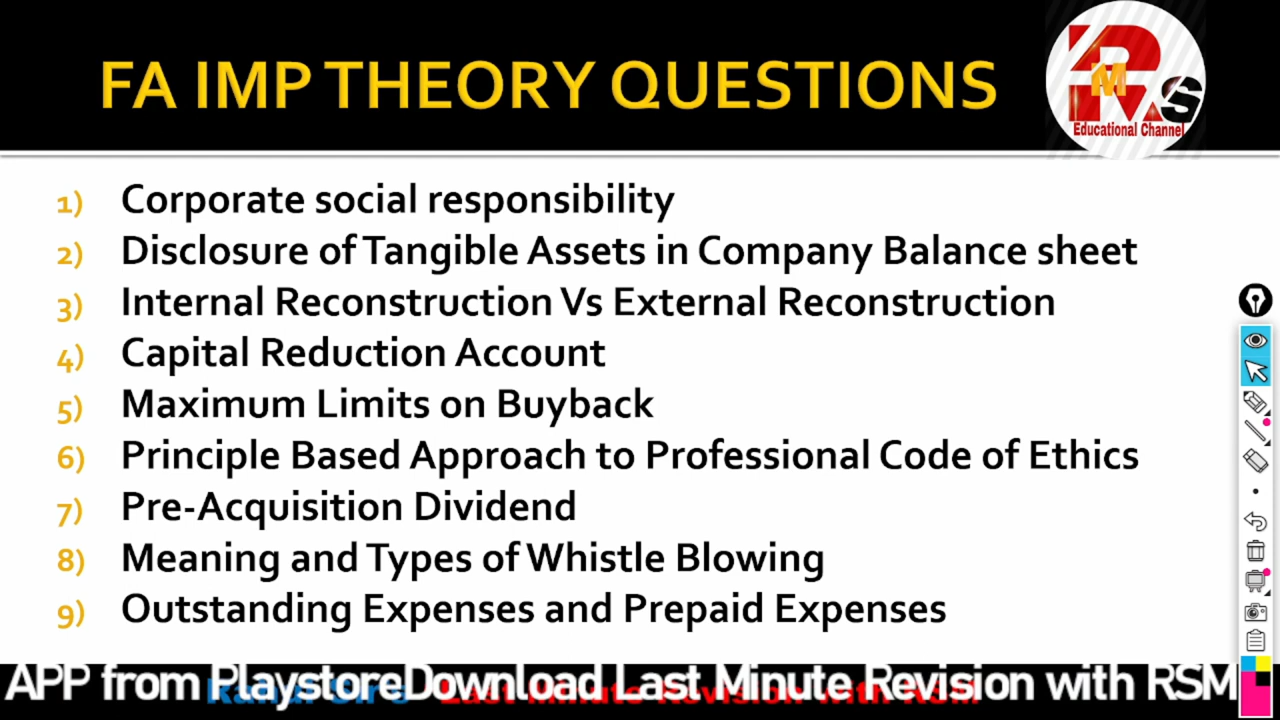 FA IMP THEORY QUESTIONS
RMS
Educational Channel
1) Corporate social responsibility
2) Disclosure of Tangible Assets in Company Balance sheet
3) Internal Reconstruction Vs External Reconstruction
4) Capital Reduction Account
5) Maximum Limits on Buyback
6) Principle Based Approach to Professional Code of Ethics
7) Pre-Acquisition Dividend
8) Meaning and Types of Whistle Blowing
9) Outstanding Expenses and Prepaid Expenses
APP from PlaystoreDownload Last Minute Revision with RSM